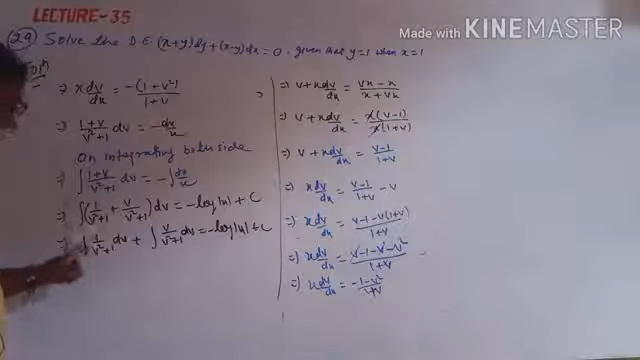 LECTURE-35
Made with KINEMASTER
(29) Solve the D.E. (x+y)dy+(x-y)dx=0, given that y=1 when x=1
Solⁿ
⇒ x dv/dx = -(1+v²)/1+v
⇒ 1+v/v²+1 dv = -dx/x
On integrating both side
⇒ ∫ 1+v/v²+1 dv = -∫ dx/x
⇒ ∫(1/v²+1 + v/v²+1)dv = -log|x| + C
⇒ ∫ 1/v²+1 dv + ∫ v/v²+1 dv = -log|x| + C
⇒ v+x dv/dx = vx-x/x+vx
⇒ v+x dv/dx = x(v-1)/x(1+v)
⇒ v+x dv/dx = v-1/1+v
⇒ x dv/dx = v-1/1+v - v
⇒ x dv/dx = v-1-v(1+v)/1+v
⇒ x dv/dx = v-1-v-v²/1+v
⇒ x dv/dx = -1-v²/1+v